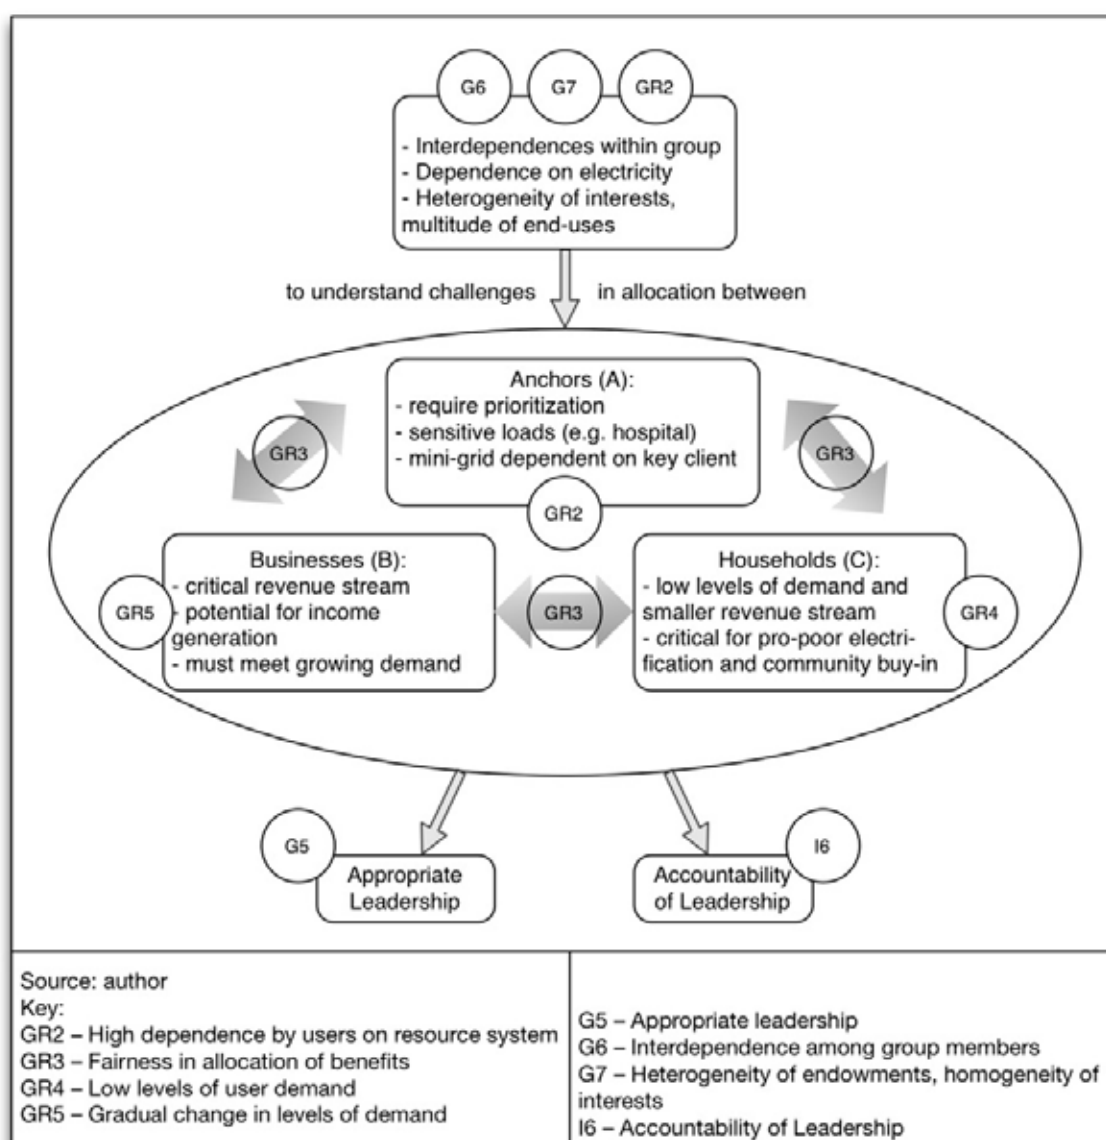 G6
G7
GR2
- Interdependences within group
- Dependence on electricity
- Heterogeneity of interests,
multitude of end-uses
to understand challenges
in allocation between
Anchors (A):
- require prioritization
- sensitive loads (e.g. hospital)
- mini-grid dependent on key client
GR3
GR3
GR2
Businesses (B):
- critical revenue stream
- potential for income
generation
- must meet growing demand
GR5
GR3
Households (C):
- low levels of demand and
smaller revenue stream
- critical for pro-poor electri-
fication and community buy-in
GR4
G5
Appropriate
Leadership
I6
Accountability
of Leadership
Source: author
Key:
GR2 – High dependence by users on resource system
GR3 – Fairness in allocation of benefits
GR4 – Low levels of user demand
GR5 – Gradual change in levels of demand
G5 – Appropriate leadership
G6 – Interdependence among group members
G7 – Heterogeneity of endowments, homogeneity of
interests
I6 – Accountability of Leadership